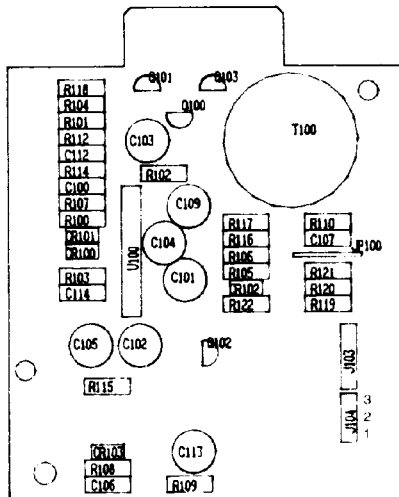 Q101
Q103
R118
R104
R101
R112
C112
R114
C100
R107
R100
CR101
CR100
R103
C114
Q100
C103
R102
T100
U100
C109
C104
C101
R117
R116
R106
R105
CR102
R122
R110
C107
JP100
R121
R120
R119
C105
C102
Q102
R115
J103
J104
3
2
1
CR103
R108
C106
C113
R109